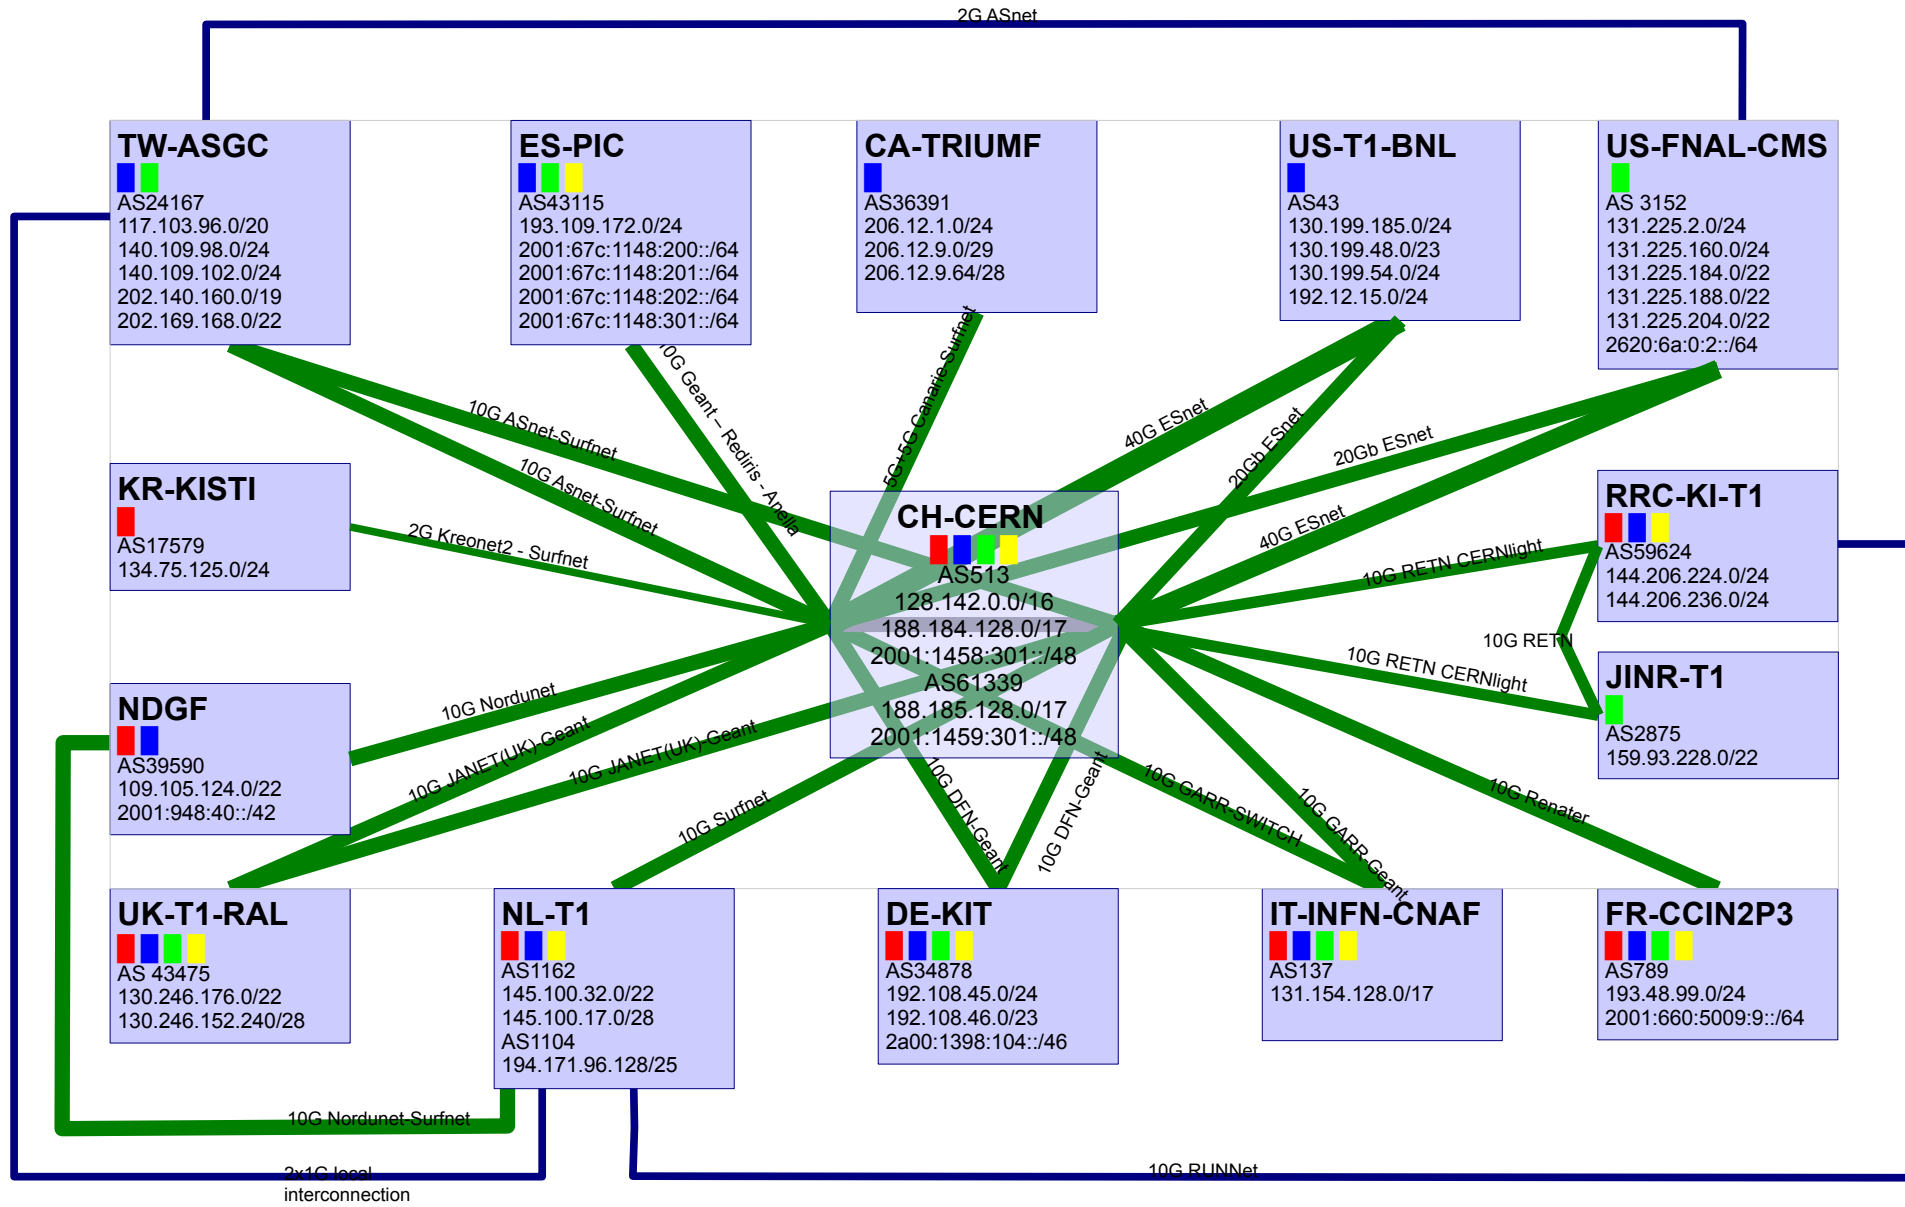 2G ASnet
TW-ASGC
AS24167
117.103.96.0/20
140.109.98.0/24
140.109.102.0/24
202.140.160.0/19
202.169.168.0/22
ES-PIC
AS43115
193.109.172.0/24
2001:67c:1148:200::/64
2001:67c:1148:201::/64
2001:67c:1148:202::/64
2001:67c:1148:301::/64
CA-TRIUMF
AS36391
206.12.1.0/24
206.12.9.0/29
206.12.9.64/28
US-T1-BNL
AS43
130.199.185.0/24
130.199.48.0/23
130.199.54.0/24
192.12.15.0/24
US-FNAL-CMS
AS 3152
131.225.2.0/24
131.225.160.0/24
131.225.184.0/22
131.225.188.0/22
131.225.204.0/22
2620:6a:0:2::/64
10G ASnet-Surfnet
10G Asnet-Surfnet
10G Geant – Rediris - Anella
5G+5G Canarie-Surfnet
40G ESnet
20Gb ESnet
20Gb ESnet
40G ESnet
KR-KISTI
AS17579
134.75.125.0/24
2G Kreonet2 - Surfnet
CH-CERN
AS513
128.142.0.0/16
188.184.128.0/17
2001:1458:301::/48
AS61339
188.185.128.0/17
2001:1459:301::/48
RRC-KI-T1
AS59624
144.206.224.0/24
144.206.236.0/24
10G RETN CERNlight
10G RETN
10G RETN CERNlight
JINR-T1
AS2875
159.93.228.0/22
NDGF
AS39590
109.105.124.0/22
2001:948:40::/42
10G Nordunet
10G JANET(UK)-Geant
10G JANET(UK)-Geant
10G Surfnet
10G DFN-Geant
10G DFN-Geant
10G GARR-SWITCH
10G GARR-Geant
10G Renater
UK-T1-RAL
AS 43475
130.246.176.0/22
130.246.152.240/28
NL-T1
AS1162
145.100.32.0/22
145.100.17.0/28
AS1104
194.171.96.128/25
DE-KIT
AS34878
192.108.45.0/24
192.108.46.0/23
2a00:1398:104::/46
IT-INFN-CNAF
AS137
131.154.128.0/17
FR-CCIN2P3
AS789
193.48.99.0/24
2001:660:5009:9::/64
10G Nordunet-Surfnet
2x1G local
interconnection
10G RUNNet